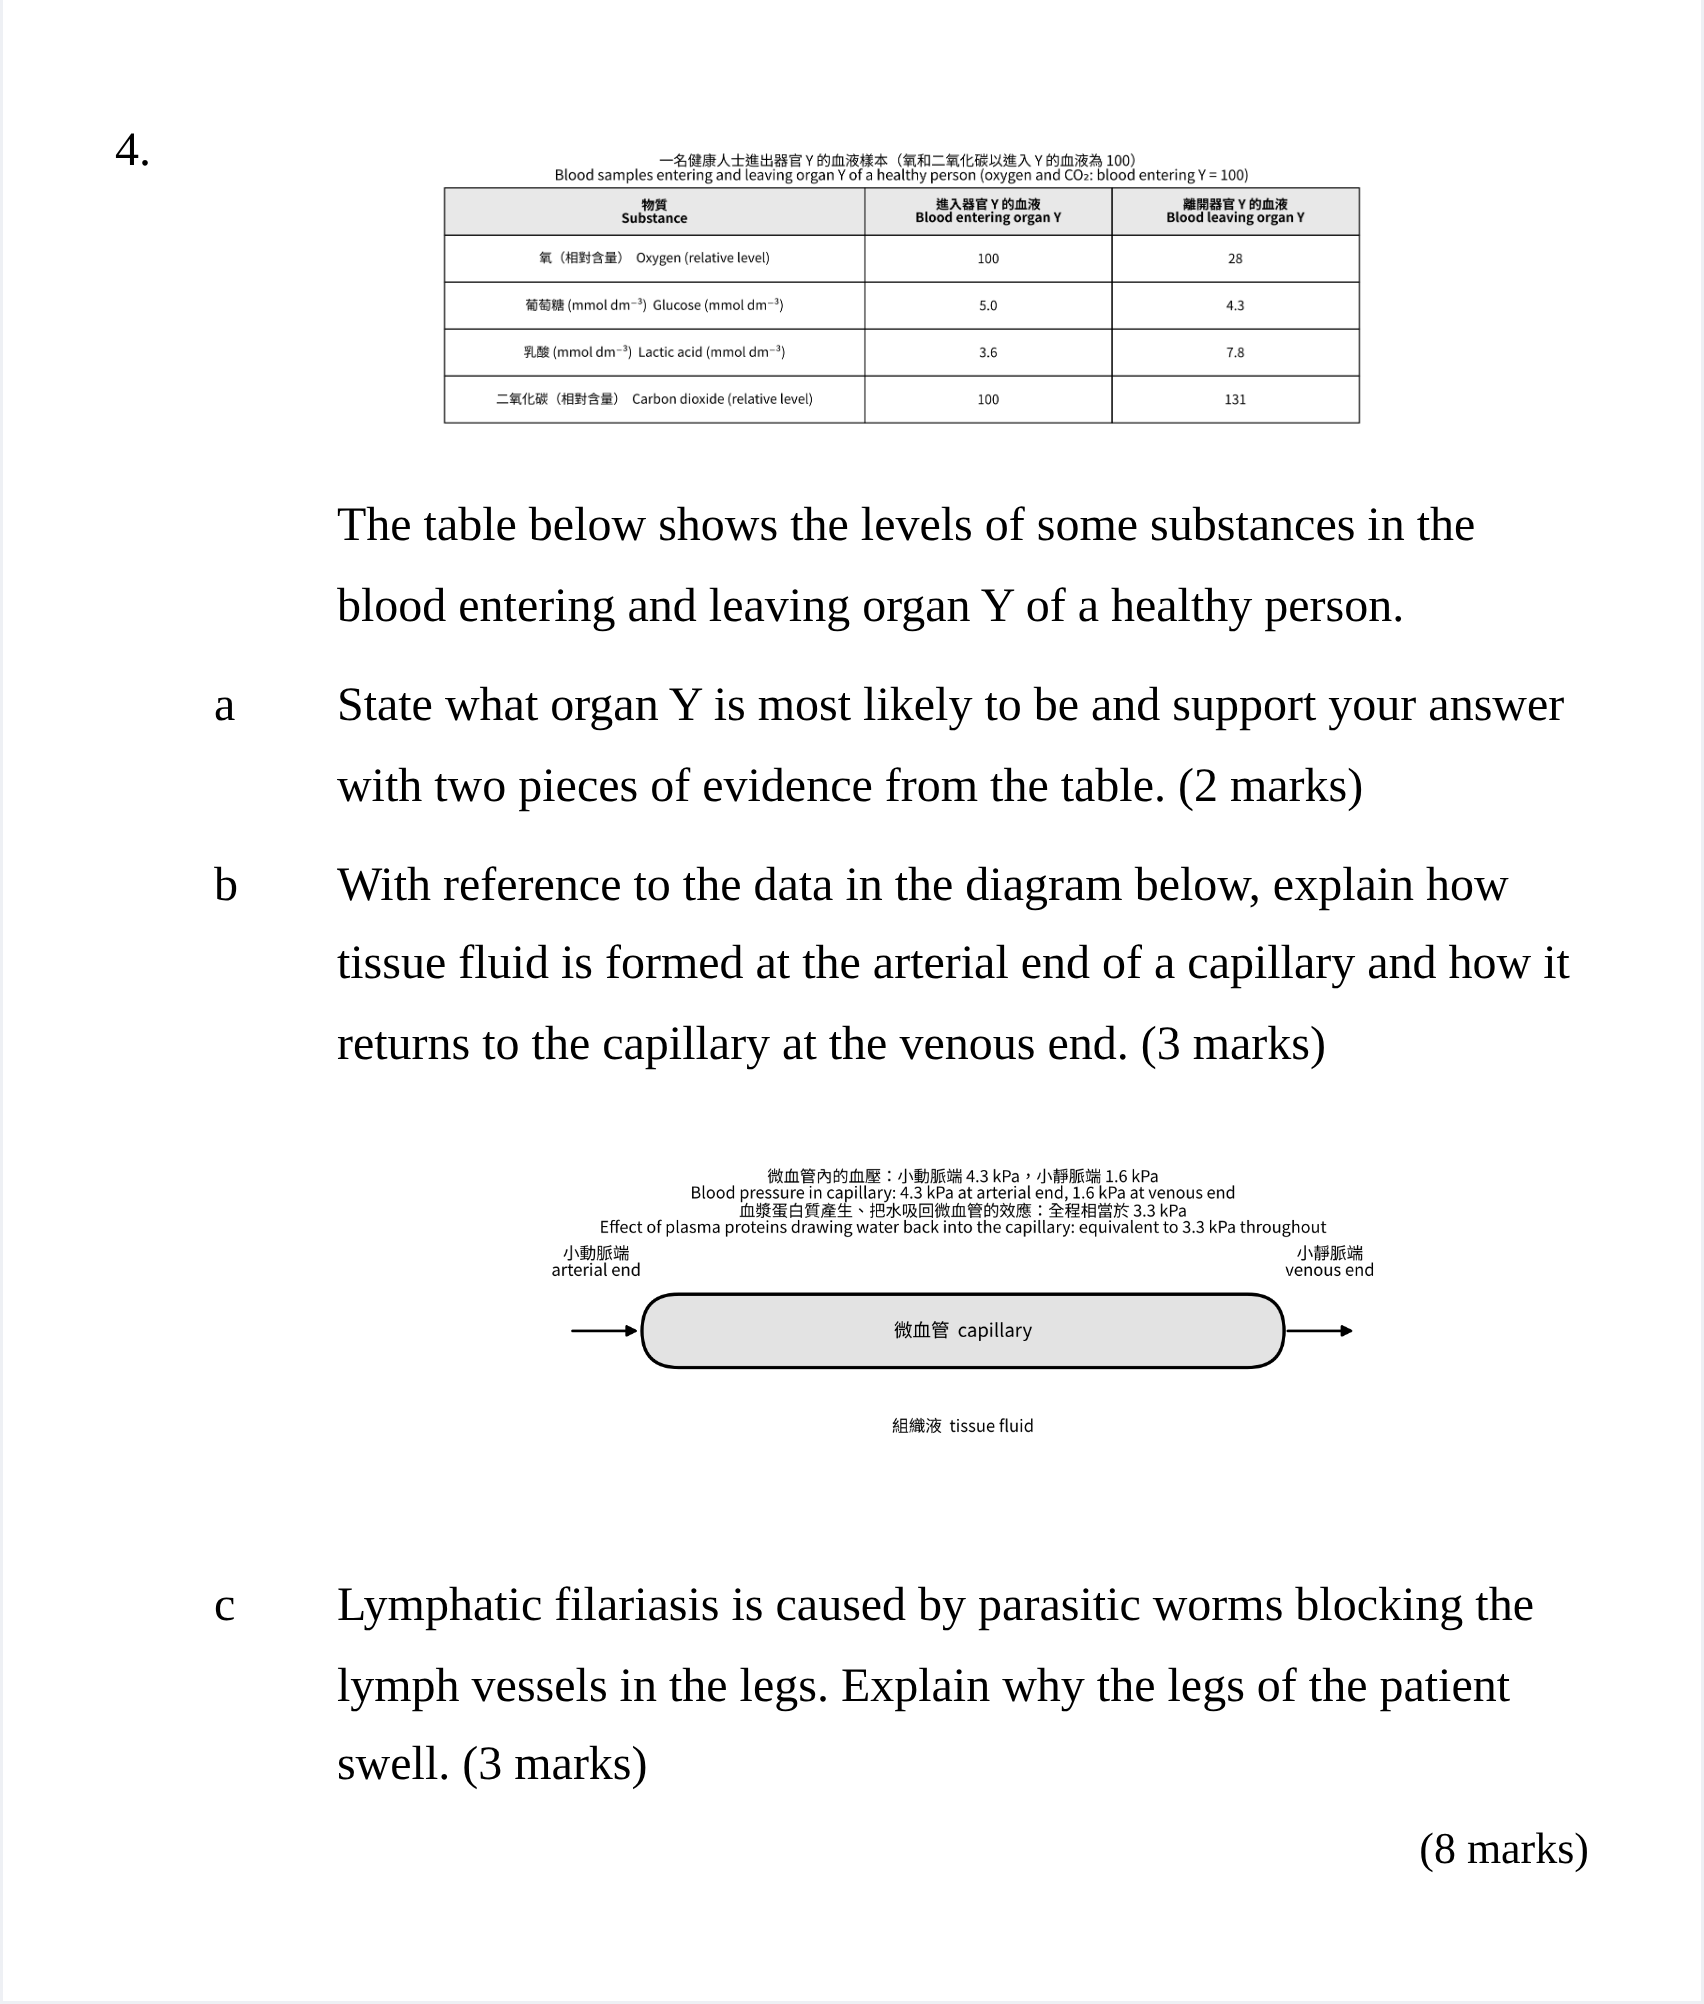 4.
一名健康人士進出器官 Y 的血液樣本（氧和二氧化碳以進入 Y 的血液為 100）
Blood samples entering and leaving organ Y of a healthy person (oxygen and CO₂: blood entering Y = 100)
物質 進入器官 Y 的血液 離開器官 Y 的血液
Substance Blood entering organ Y Blood leaving organ Y
氧（相對含量） Oxygen (relative level) 100 28
葡萄糖 (mmol dm⁻³) Glucose (mmol dm⁻³) 5.0 4.3
乳酸 (mmol dm⁻³) Lactic acid (mmol dm⁻³) 3.6 7.8
二氧化碳（相對含量） Carbon dioxide (relative level) 100 131
The table below shows the levels of some substances in the
blood entering and leaving organ Y of a healthy person.
a State what organ Y is most likely to be and support your answer
with two pieces of evidence from the table. (2 marks)
b With reference to the data in the diagram below, explain how
tissue fluid is formed at the arterial end of a capillary and how it
returns to the capillary at the venous end. (3 marks)
微血管內的血壓：小動脈端 4.3 kPa，小靜脈端 1.6 kPa
Blood pressure in capillary: 4.3 kPa at arterial end, 1.6 kPa at venous end
血漿蛋白質產生、把水吸回微血管的效應：全程相當於 3.3 kPa
Effect of plasma proteins drawing water back into the capillary: equivalent to 3.3 kPa throughout
小動脈端 小靜脈端
arterial end venous end
微血管 capillary
組織液 tissue fluid
c Lymphatic filariasis is caused by parasitic worms blocking the
lymph vessels in the legs. Explain why the legs of the patient
swell. (3 marks)
(8 marks)